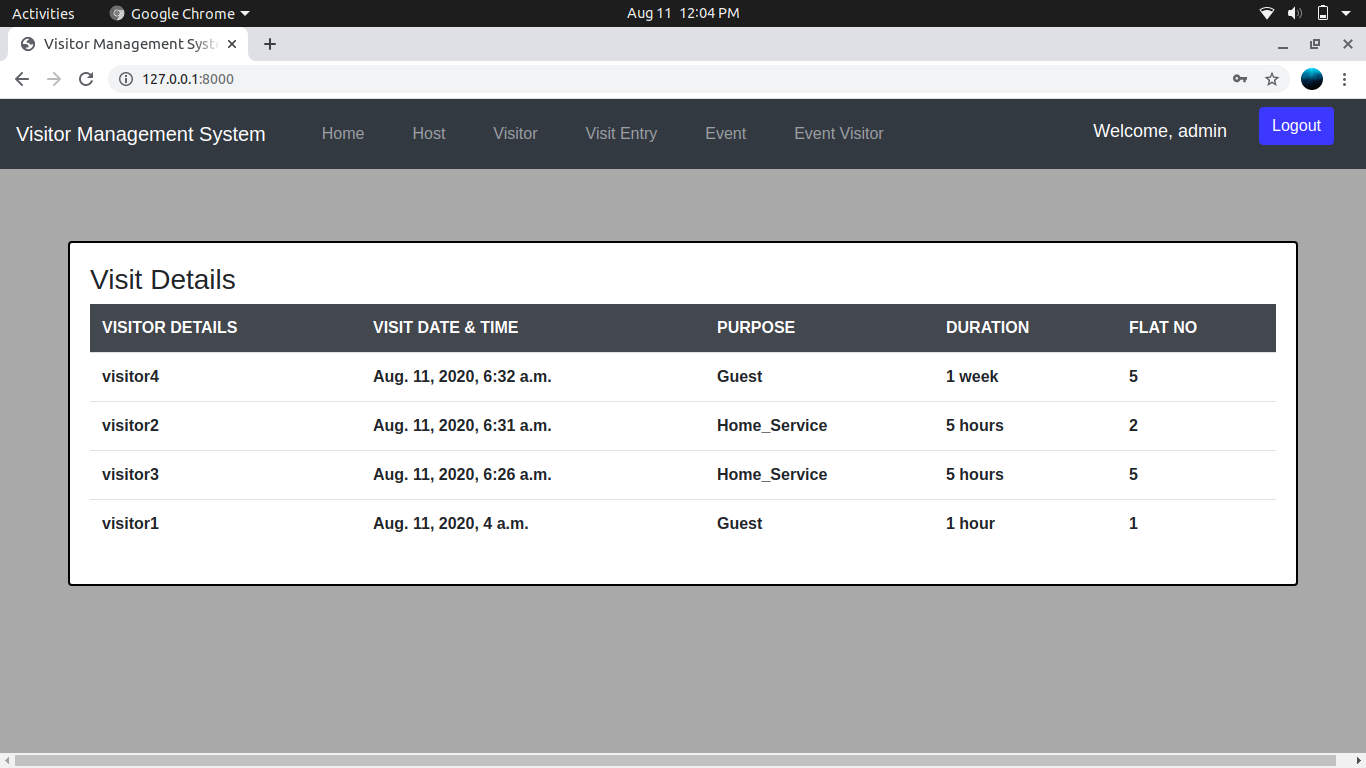 Activities Google Chrome Aug 11 12:04 PM
Visitor Management Syst
127.0.0.1:8000
Visitor Management System Home Host Visitor Visit Entry Event Event Visitor Welcome, admin Logout
Visit Details
VISITOR DETAILS VISIT DATE & TIME PURPOSE DURATION FLAT NO
visitor4 Aug. 11, 2020, 6:32 a.m. Guest 1 week 5
visitor2 Aug. 11, 2020, 6:31 a.m. Home_Service 5 hours 2
visitor3 Aug. 11, 2020, 6:26 a.m. Home_Service 5 hours 5
visitor1 Aug. 11, 2020, 4 a.m. Guest 1 hour 1